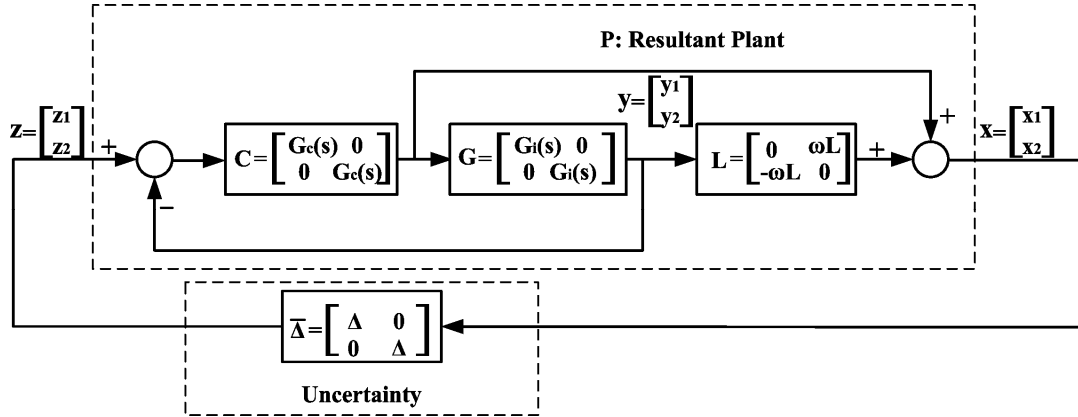 P: Resultant Plant
z=[z1
z2]
+
−
C=[Gc(s) 0
0 Gc(s)]
y=[y1
y2]
G=[Gi(s) 0
0 Gi(s)]
L=[0 ωL
-ωL 0]
+
+
x=[x1
x2]
Δ̅=[Δ 0
0 Δ]
Uncertainty